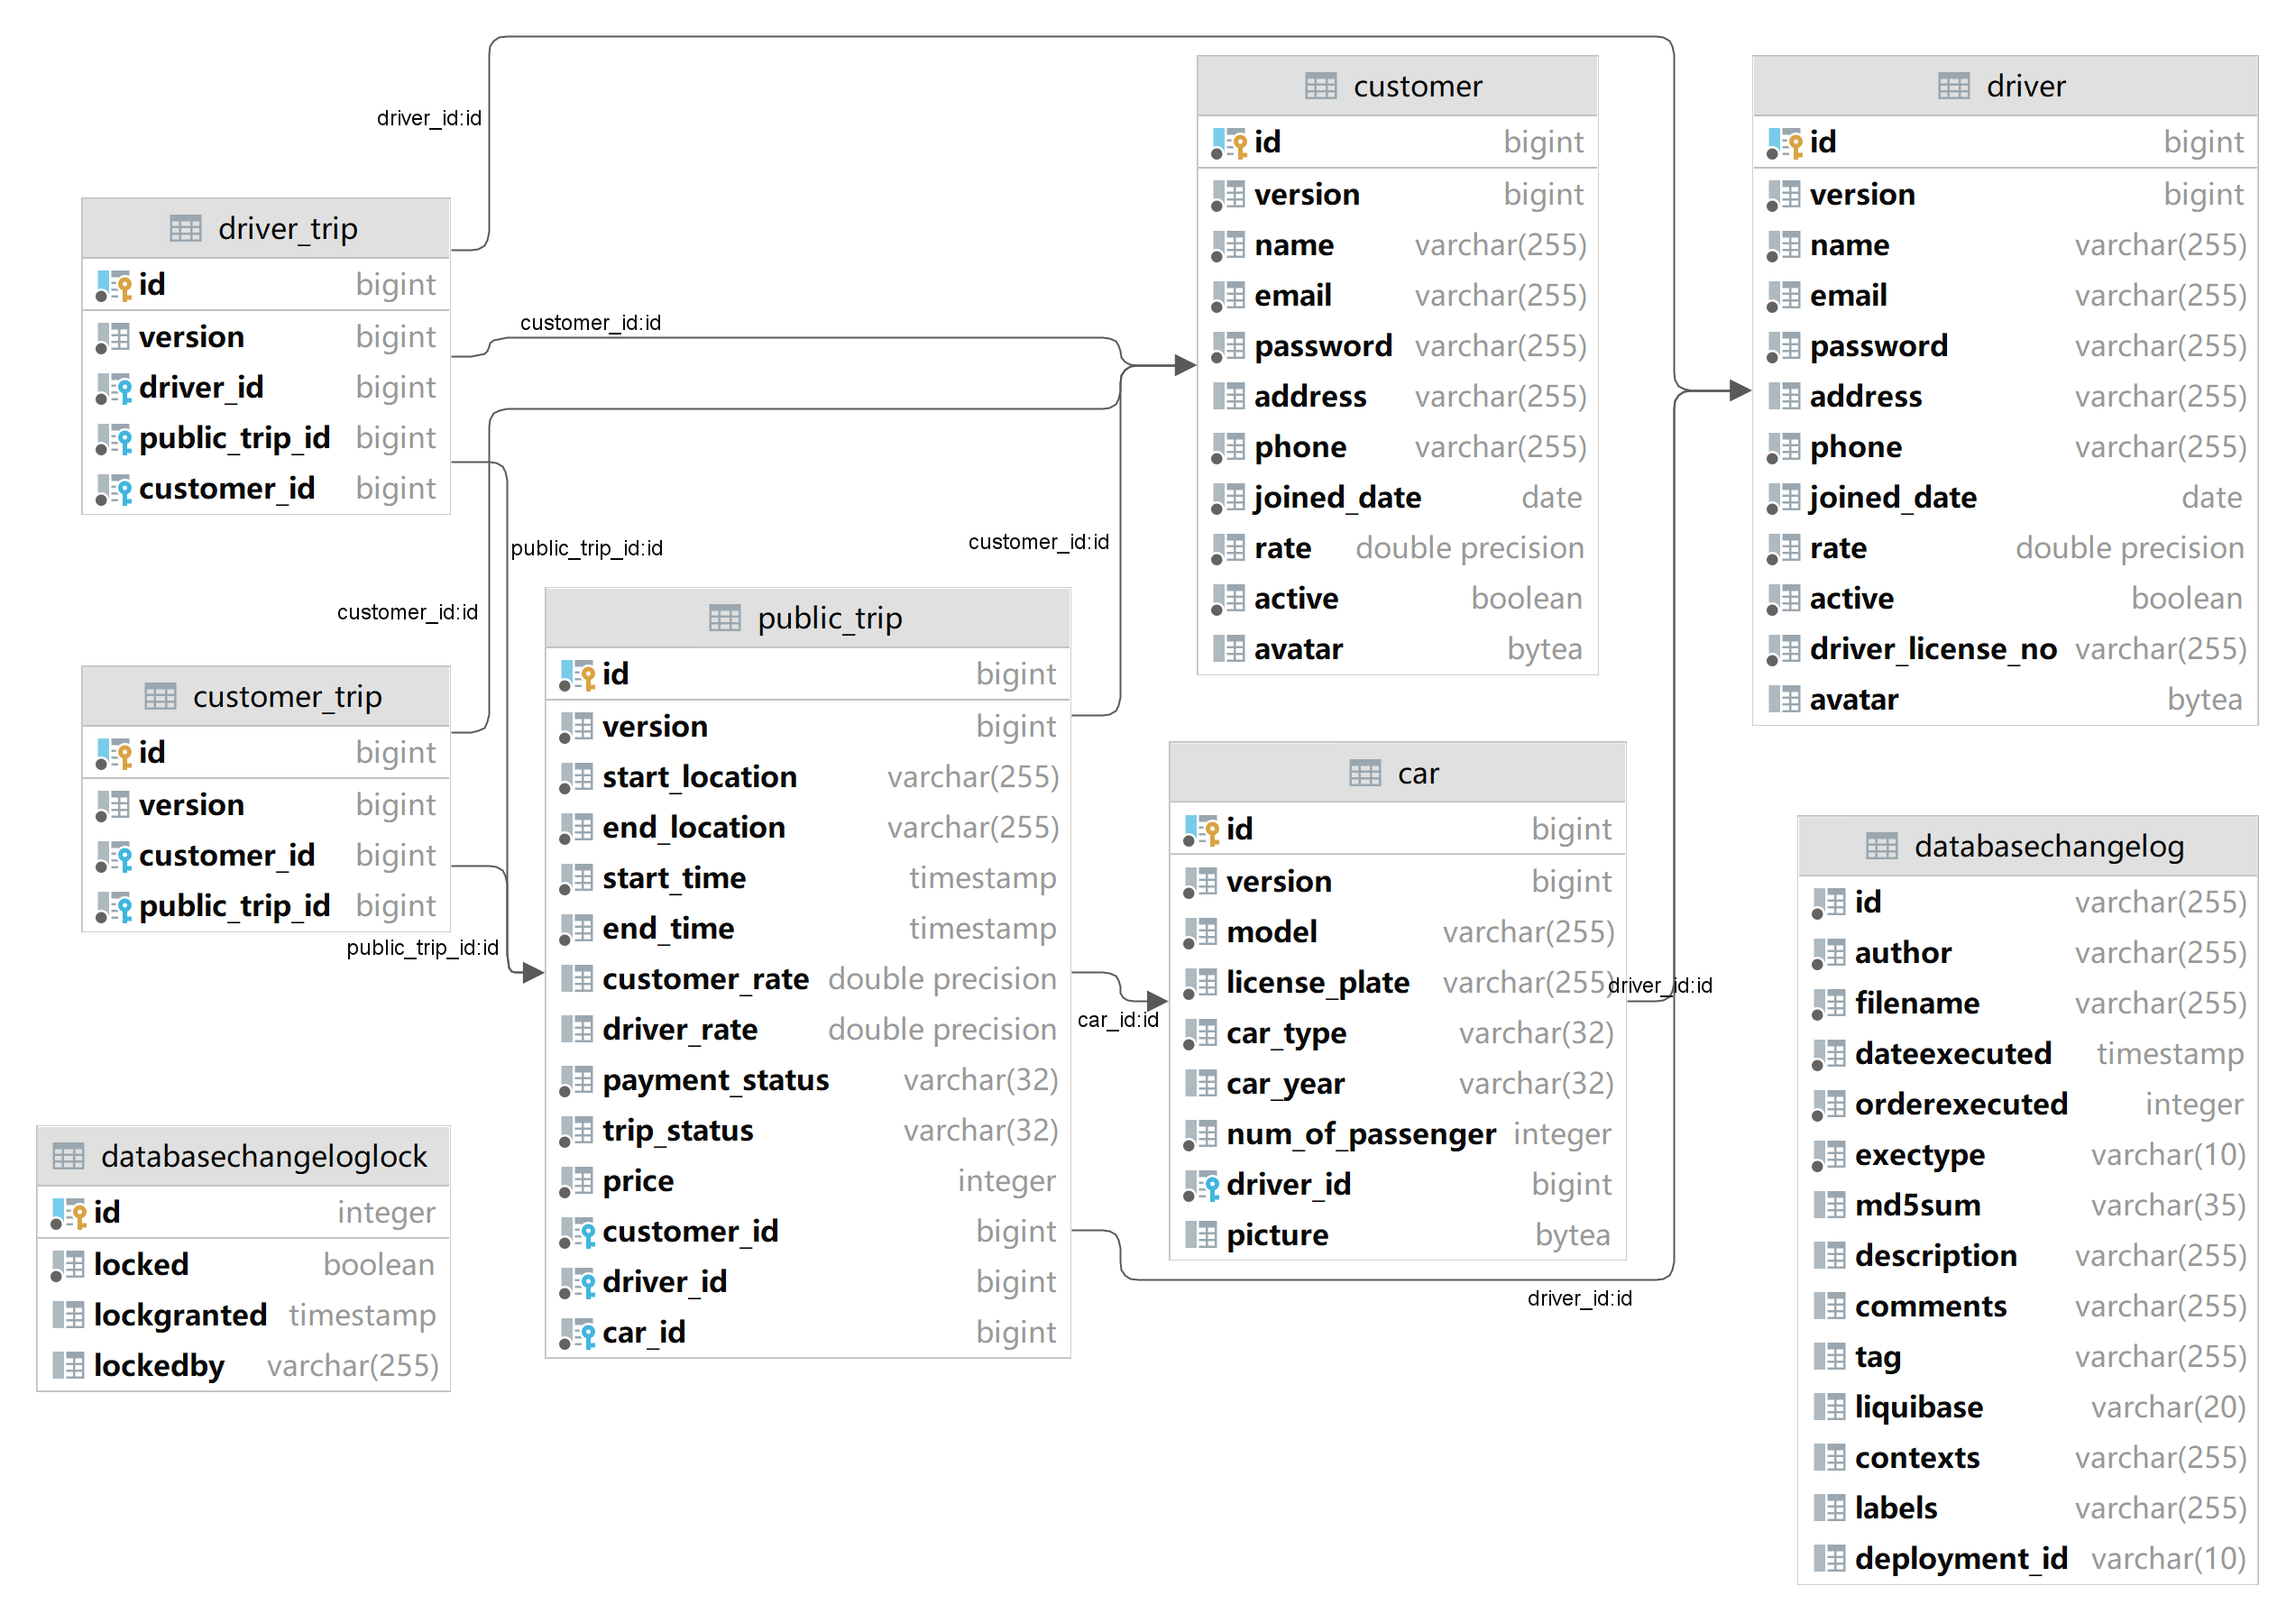 driver_id:id
driver_trip
id bigint
version bigint
driver_id bigint
public_trip_id bigint
customer_id bigint
customer_id:id
public_trip_id:id
customer_id:id
customer_id:id
customer_trip
id bigint
version bigint
customer_id bigint
public_trip_id bigint
public_trip_id:id
databasechangeloglock
id integer
locked boolean
lockgranted timestamp
lockedby varchar(255)
public_trip
id bigint
version bigint
start_location varchar(255)
end_location varchar(255)
start_time timestamp
end_time timestamp
customer_rate double precision
driver_rate double precision
payment_status varchar(32)
trip_status varchar(32)
price integer
customer_id bigint
driver_id bigint
car_id bigint
car_id:id
customer
id bigint
version bigint
name varchar(255)
email varchar(255)
password varchar(255)
address varchar(255)
phone varchar(255)
joined_date date
rate double precision
active boolean
avatar bytea
car
id bigint
version bigint
model varchar(255)
license_plate varchar(255)
car_type varchar(32)
car_year varchar(32)
num_of_passenger integer
driver_id bigint
picture bytea
driver_id:id
driver_id:id
driver
id bigint
version bigint
name varchar(255)
email varchar(255)
password varchar(255)
address varchar(255)
phone varchar(255)
joined_date date
rate double precision
active boolean
driver_license_no varchar(255)
avatar bytea
databasechangelog
id varchar(255)
author varchar(255)
filename varchar(255)
dateexecuted timestamp
orderexecuted integer
exectype varchar(10)
md5sum varchar(35)
description varchar(255)
comments varchar(255)
tag varchar(255)
liquibase varchar(20)
contexts varchar(255)
labels varchar(255)
deployment_id varchar(10)